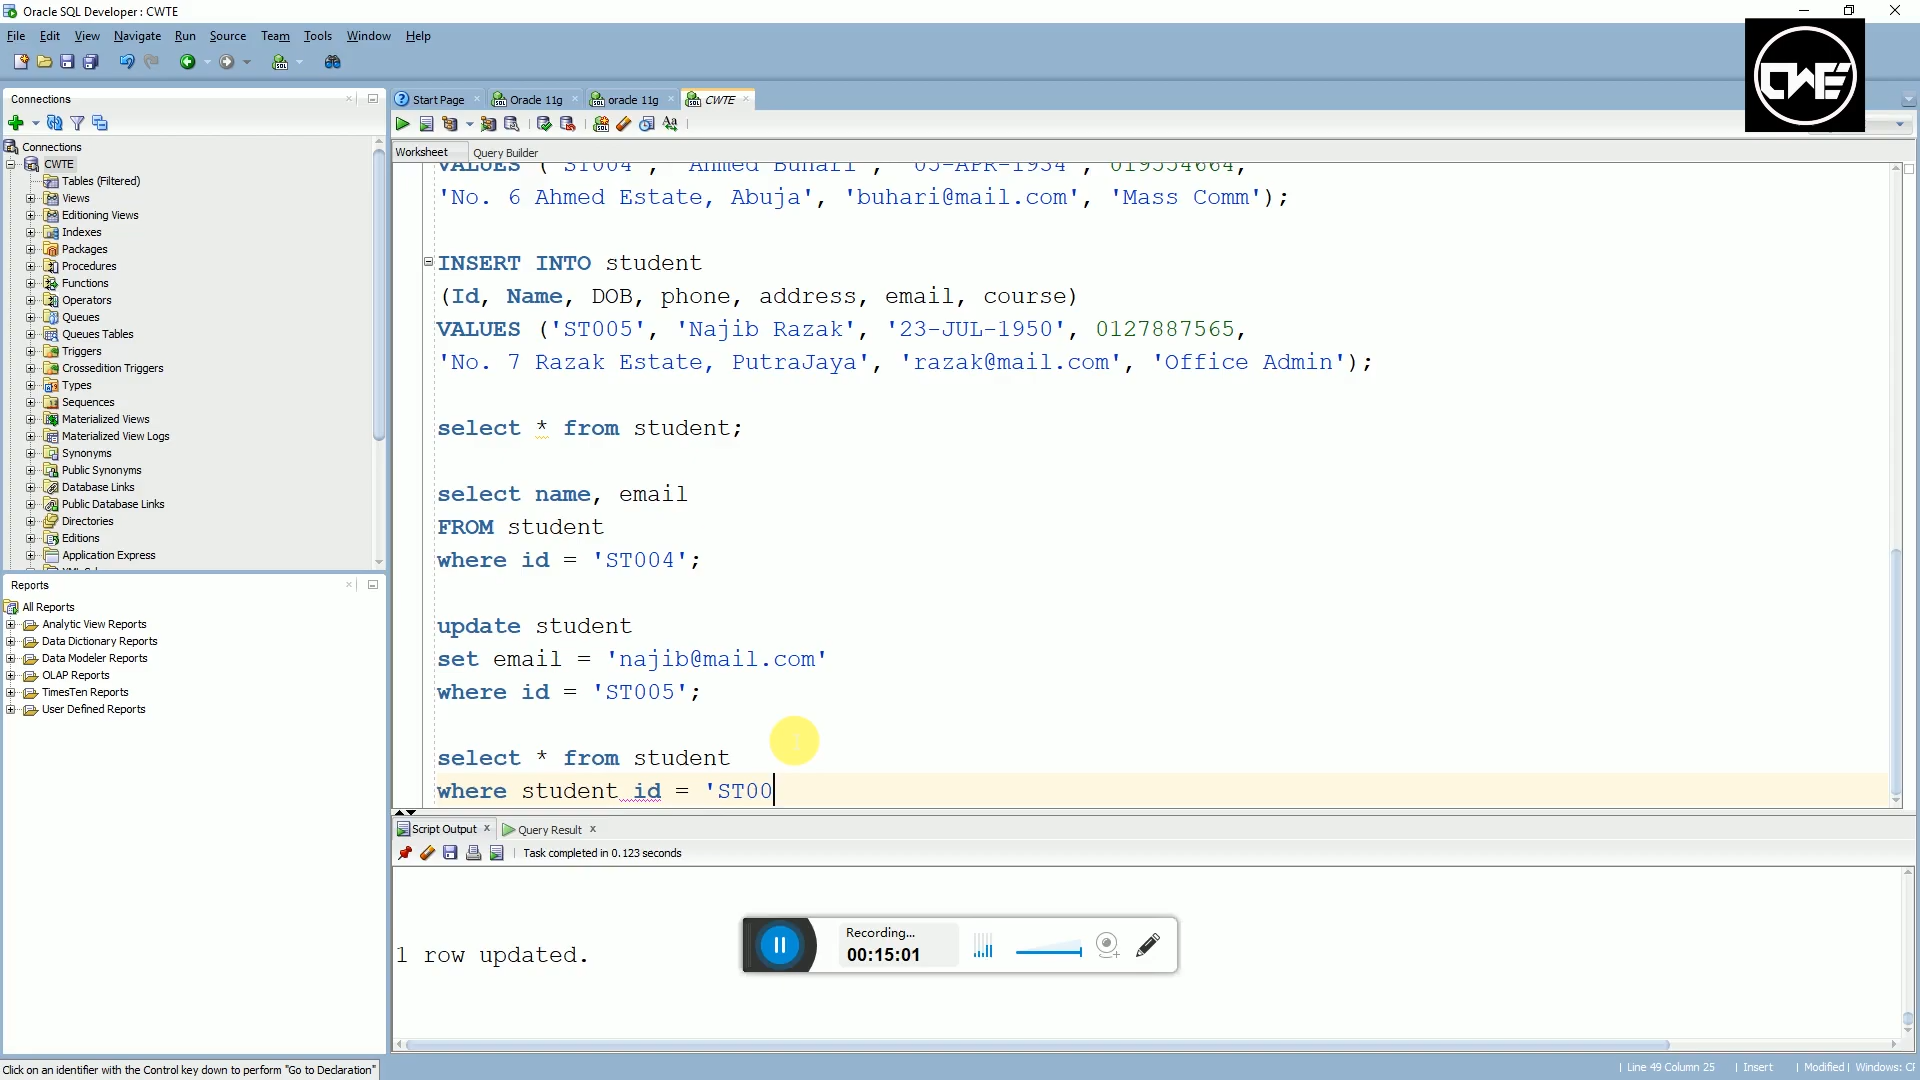 Oracle SQL Developer : CWTE
File Edit View Navigate Run Source Team Tools Window Help
CWE
Connections
Connections
CWTE
Tables (Filtered)
Views
Editioning Views
Indexes
Packages
Procedures
Functions
Operators
Queues
Queues Tables
Triggers
Crossedition Triggers
Types
Sequences
Materialized Views
Materialized View Logs
Synonyms
Public Synonyms
Database Links
Public Database Links
Directories
Editions
Application Express
Reports
All Reports
Analytic View Reports
Data Dictionary Reports
Data Modeler Reports
OLAP Reports
TimesTen Reports
User Defined Reports
Start Page Oracle 11g oracle 11g CWTE
Worksheet Query Builder
VALUES ('ST004', 'Ahmed Buhari', '05-APR-1954', 019554664,
'No. 6 Ahmed Estate, Abuja', 'buhari@mail.com', 'Mass Comm');
INSERT INTO student
(Id, Name, DOB, phone, address, email, course)
VALUES ('ST005', 'Najib Razak', '23-JUL-1950', 0127887565,
'No. 7 Razak Estate, PutraJaya', 'razak@mail.com', 'Office Admin');
select * from student;
select name, email
FROM student
where id = 'ST004';
update student
set email = 'najib@mail.com'
where id = 'ST005';
select * from student
where student id = 'ST00
Script Output x Query Result x
Task completed in 0.123 seconds
1 row updated.
Recording...
00:15:01
Click on an identifier with the Control key down to perform "Go to Declaration"
Line 49 Column 25 Insert Modified Windows: